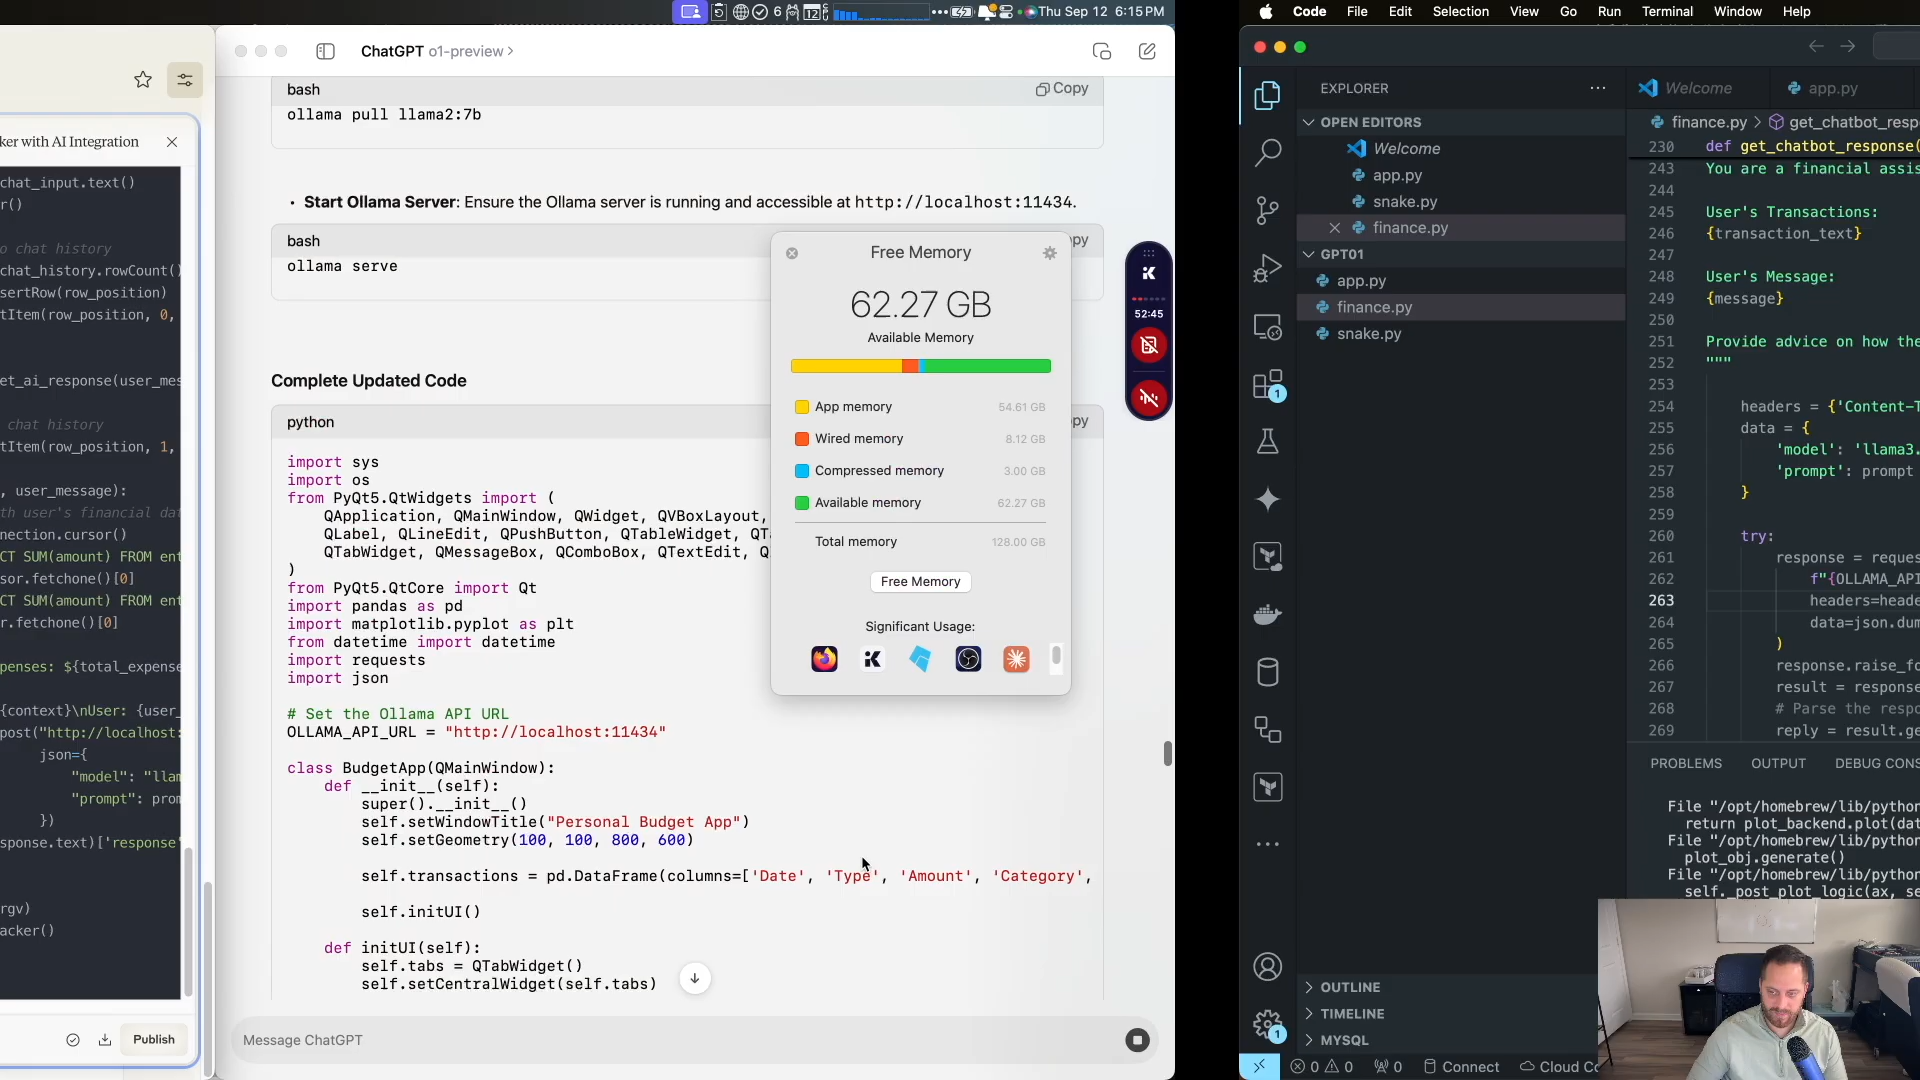 Thu Sep 12 6:15 PM
6
12
Code File Edit Selection View Go Run Terminal Window Help
ker with AI Integration
chat_input.text()
r()
o chat history
chat_history.rowCount()
sertRow(row_position)
tItem(row_position, 0,
et_ai_response(user_mes
chat history
tItem(row_position, 1,
, user_message):
th user's financial dat
nection.cursor()
CT SUM(amount) FROM ent
sor.fetchone()[0]
CT SUM(amount) FROM ent
r.fetchone()[0]
penses: ${total_expense
{context}\nUser: {user_
post("http://localhost:
json={
"model": "llam
"prompt": prom
})
sponse.text)['response'
rgv)
acker()
Publish
ChatGPT o1-preview >
bash
Copy
ollama pull llama2:7b
• Start Ollama Server: Ensure the Ollama server is running and accessible at http://localhost:11434.
bash
py
ollama serve
Complete Updated Code
python
py
import sys
import os
from PyQt5.QtWidgets import (
QApplication, QMainWindow, QWidget, QVBoxLayout,
QLabel, QLineEdit, QPushButton, QTableWidget, QTa
QTabWidget, QMessageBox, QComboBox, QTextEdit, Q
)
from PyQt5.QtCore import Qt
import pandas as pd
import matplotlib.pyplot as plt
from datetime import datetime
import requests
import json
# Set the Ollama API URL
OLLAMA_API_URL = "http://localhost:11434"
class BudgetApp(QMainWindow):
def __init__(self):
super().__init__()
self.setWindowTitle("Personal Budget App")
self.setGeometry(100, 100, 800, 600)
self.transactions = pd.DataFrame(columns=['Date', 'Type', 'Amount', 'Category',
self.initUI()
def initUI(self):
self.tabs = QTabWidget()
self.setCentralWidget(self.tabs)
Message ChatGPT
Free Memory
62.27 GB
Available Memory
App memory 54.61 GB
Wired memory 8.12 GB
Compressed memory 3.00 GB
Available memory 62.27 GB
Total memory 128.00 GB
Free Memory
Significant Usage:
52:45
EXPLORER
OPEN EDITORS
Welcome
app.py
snake.py
finance.py
GPT01
app.py
finance.py
snake.py
OUTLINE
TIMELINE
MYSQL
1
1
Welcome
app.py
finance.py > get_chatbot_resp
230 def get_chatbot_response(
243 You are a financial assis
244
245 User's Transactions:
246 {transaction_text}
247
248 User's Message:
249 {message}
250
251 Provide advice on how the
252 """
253
254 headers = {'Content-T
255 data = {
256 'model': 'llama3.
257 'prompt': prompt
258 }
259
260 try:
261 response = reques
262 f"{OLLAMA_API
263 headers=heade
264 data=json.dum
265 )
266 response.raise_fo
267 result = response
268 # Parse the respo
269 reply = result.ge
PROBLEMS OUTPUT DEBUG CONS
File "/opt/homebrew/lib/python
return plot_backend.plot(dat
File "/opt/homebrew/lib/python
plot_obj.generate()
File "/opt/homebrew/lib/python
self._post_plot_logic(ax, se
0 0 0 Connect Cloud Co